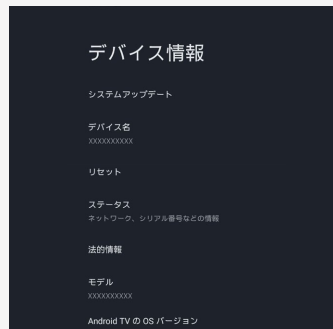 デバイス情報
システムアップデート
デバイス名
XXXXXXXXXX
リセット
ステータス
ネットワーク、シリアル番号などの情報
法的情報
モデル
XXXXXXXXXX
Android TV の OS バージョン